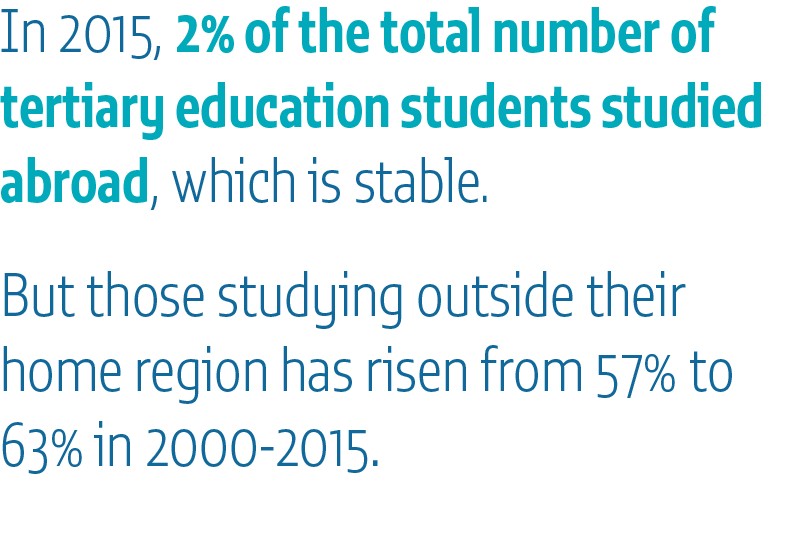 In 2015, 2% of the total number of
tertiary education students studied
abroad, which is stable.
But those studying outside their
home region has risen from 57% to
63% in 2000-2015.